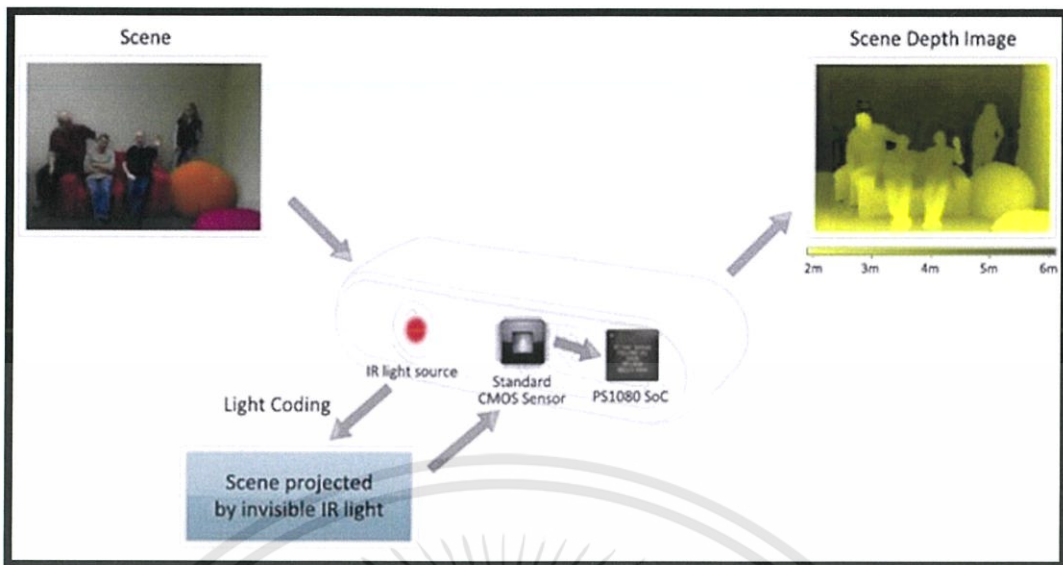 Scene
Scene Depth Image
2m 3m 4m 5m 6m
IR light source
Standard
CMOS Sensor
PS1080 SoC
Light Coding
Scene projected
by invisible IR light